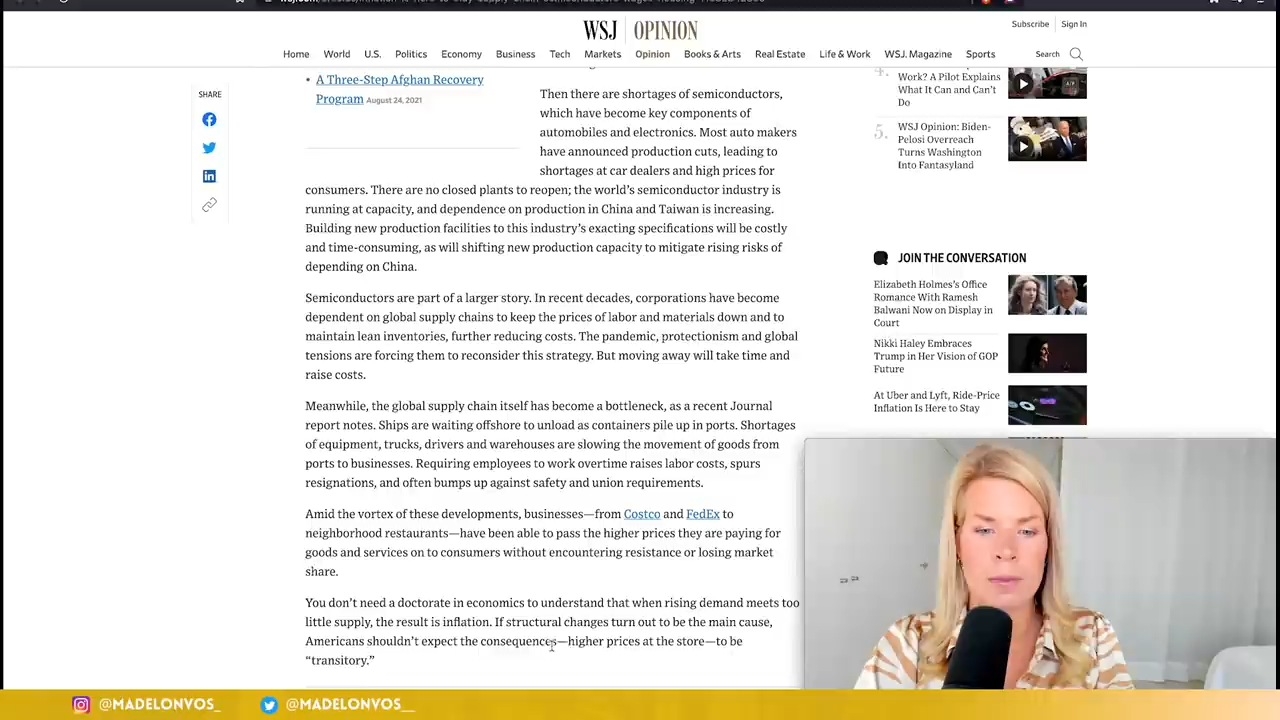 WSJ OPINION
Subscribe Sign In
Home World U.S. Politics Economy Business Tech Markets Opinion Books & Arts Real Estate Life & Work WSJ. Magazine Sports Search
SHARE
• A Three-Step Afghan Recovery
Program August 24, 2021
Then there are shortages of semiconductors,
which have become key components of
automobiles and electronics. Most auto makers
have announced production cuts, leading to
shortages at car dealers and high prices for
consumers. There are no closed plants to reopen; the world's semiconductor industry is
running at capacity, and dependence on production in China and Taiwan is increasing.
Building new production facilities to this industry's exacting specifications will be costly
and time-consuming, as will shifting new production capacity to mitigate rising risks of
depending on China.
Semiconductors are part of a larger story. In recent decades, corporations have become
dependent on global supply chains to keep the prices of labor and materials down and to
maintain lean inventories, further reducing costs. The pandemic, protectionism and global
tensions are forcing them to reconsider this strategy. But moving away will take time and
raise costs.
Meanwhile, the global supply chain itself has become a bottleneck, as a recent Journal
report notes. Ships are waiting offshore to unload as containers pile up in ports. Shortages
of equipment, trucks, drivers and warehouses are slowing the movement of goods from
ports to businesses. Requiring employees to work overtime raises labor costs, spurs
resignations, and often bumps up against safety and union requirements.
Amid the vortex of these developments, businesses—from Costco and FedEx to
neighborhood restaurants—have been able to pass the higher prices they are paying for
goods and services on to consumers without encountering resistance or losing market
share.
You don't need a doctorate in economics to understand that when rising demand meets too
little supply, the result is inflation. If structural changes turn out to be the main cause,
Americans shouldn't expect the consequences—higher prices at the store—to be
“transitory.”
4.
Work? A Pilot Explains
What It Can and Can't
Do
5. WSJ Opinion: Biden-
Pelosi Overreach
Turns Washington
Into Fantasyland
JOIN THE CONVERSATION
Elizabeth Holmes's Office
Romance With Ramesh
Balwani Now on Display in
Court
Nikki Haley Embraces
Trump in Her Vision of GOP
Future
At Uber and Lyft, Ride-Price
Inflation Is Here to Stay
@MADELONVOS_ @MADELONVOS__